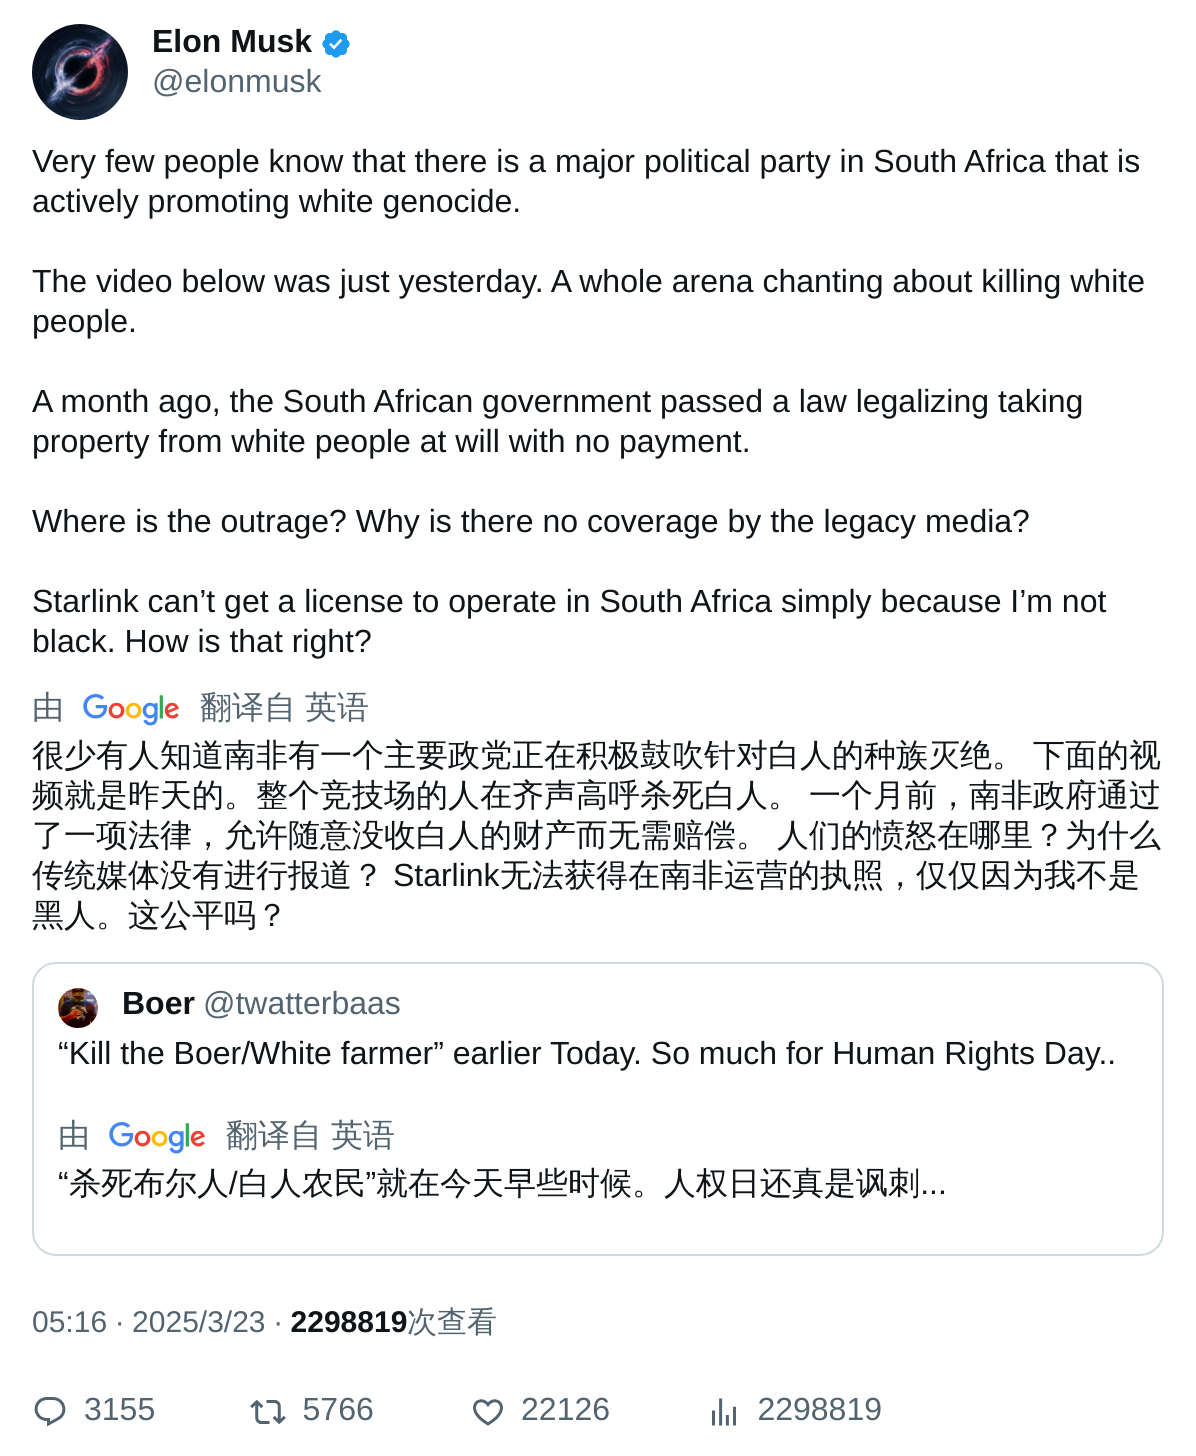 Elon Musk
@elonmusk
Very few people know that there is a major political party in South Africa that is
actively promoting white genocide.
The video below was just yesterday. A whole arena chanting about killing white
people.
A month ago, the South African government passed a law legalizing taking
property from white people at will with no payment.
Where is the outrage? Why is there no coverage by the legacy media?
Starlink can’t get a license to operate in South Africa simply because I’m not
black. How is that right?
由 Google 翻译自 英语
很少有人知道南非有一个主要政党正在积极鼓吹针对白人的种族灭绝。 下面的视
频就是昨天的。整个竞技场的人在齐声高呼杀死白人。 一个月前，南非政府通过
了一项法律，允许随意没收白人的财产而无需赔偿。 人们的愤怒在哪里？为什么
传统媒体没有进行报道？ Starlink无法获得在南非运营的执照，仅仅因为我不是
黑人。这公平吗？
Boer @twatterbaas
“Kill the Boer/White farmer” earlier Today. So much for Human Rights Day..
由 Google 翻译自 英语
“杀死布尔人/白人农民”就在今天早些时候。人权日还真是讽刺...
05:16 · 2025/3/23 · 2298819次查看
3155 5766 22126 2298819